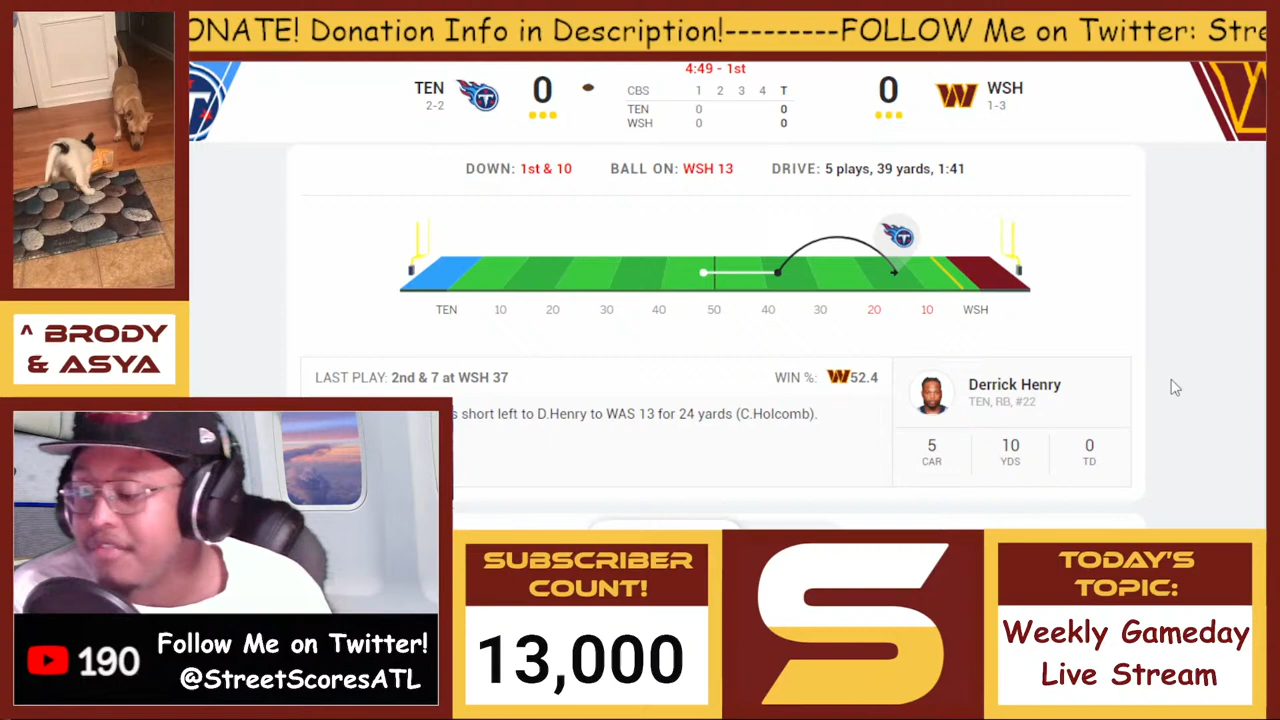 ONATE! Donation Info in Description!---------FOLLOW Me on Twitter: Stre
TEN
2-2
0
4:49 - 1st
CBS 1 2 3 4 T
TEN 0 0
WSH 0 0
0
WSH
1-3
DOWN: 1st & 10 BALL ON: WSH 13 DRIVE: 5 plays, 39 yards, 1:41
TEN 10 20 30 40 50 40 30 20 10 WSH
LAST PLAY: 2nd & 7 at WSH 37
WIN %: 52.4
s short left to D.Henry to WAS 13 for 24 yards (C.Holcomb).
Derrick Henry
TEN, RB, #22
5 10 0
CAR YDS TD
^ BRODY
& ASYA
190
Follow Me on Twitter!
@StreetScoresATL
SUBSCRIBER
COUNT!
13,000
S
TODAY'S
TOPIC:
Weekly Gameday
Live Stream